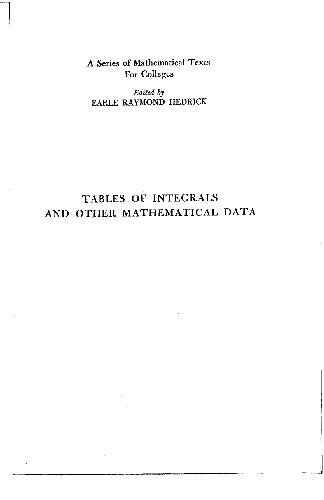 A Series of Mathematical Texts
For Colleges
Edited by
EARLE RAYMOND HEDRICK
TABLES OF INTEGRALS
AND OTHER MATHEMATICAL DATA